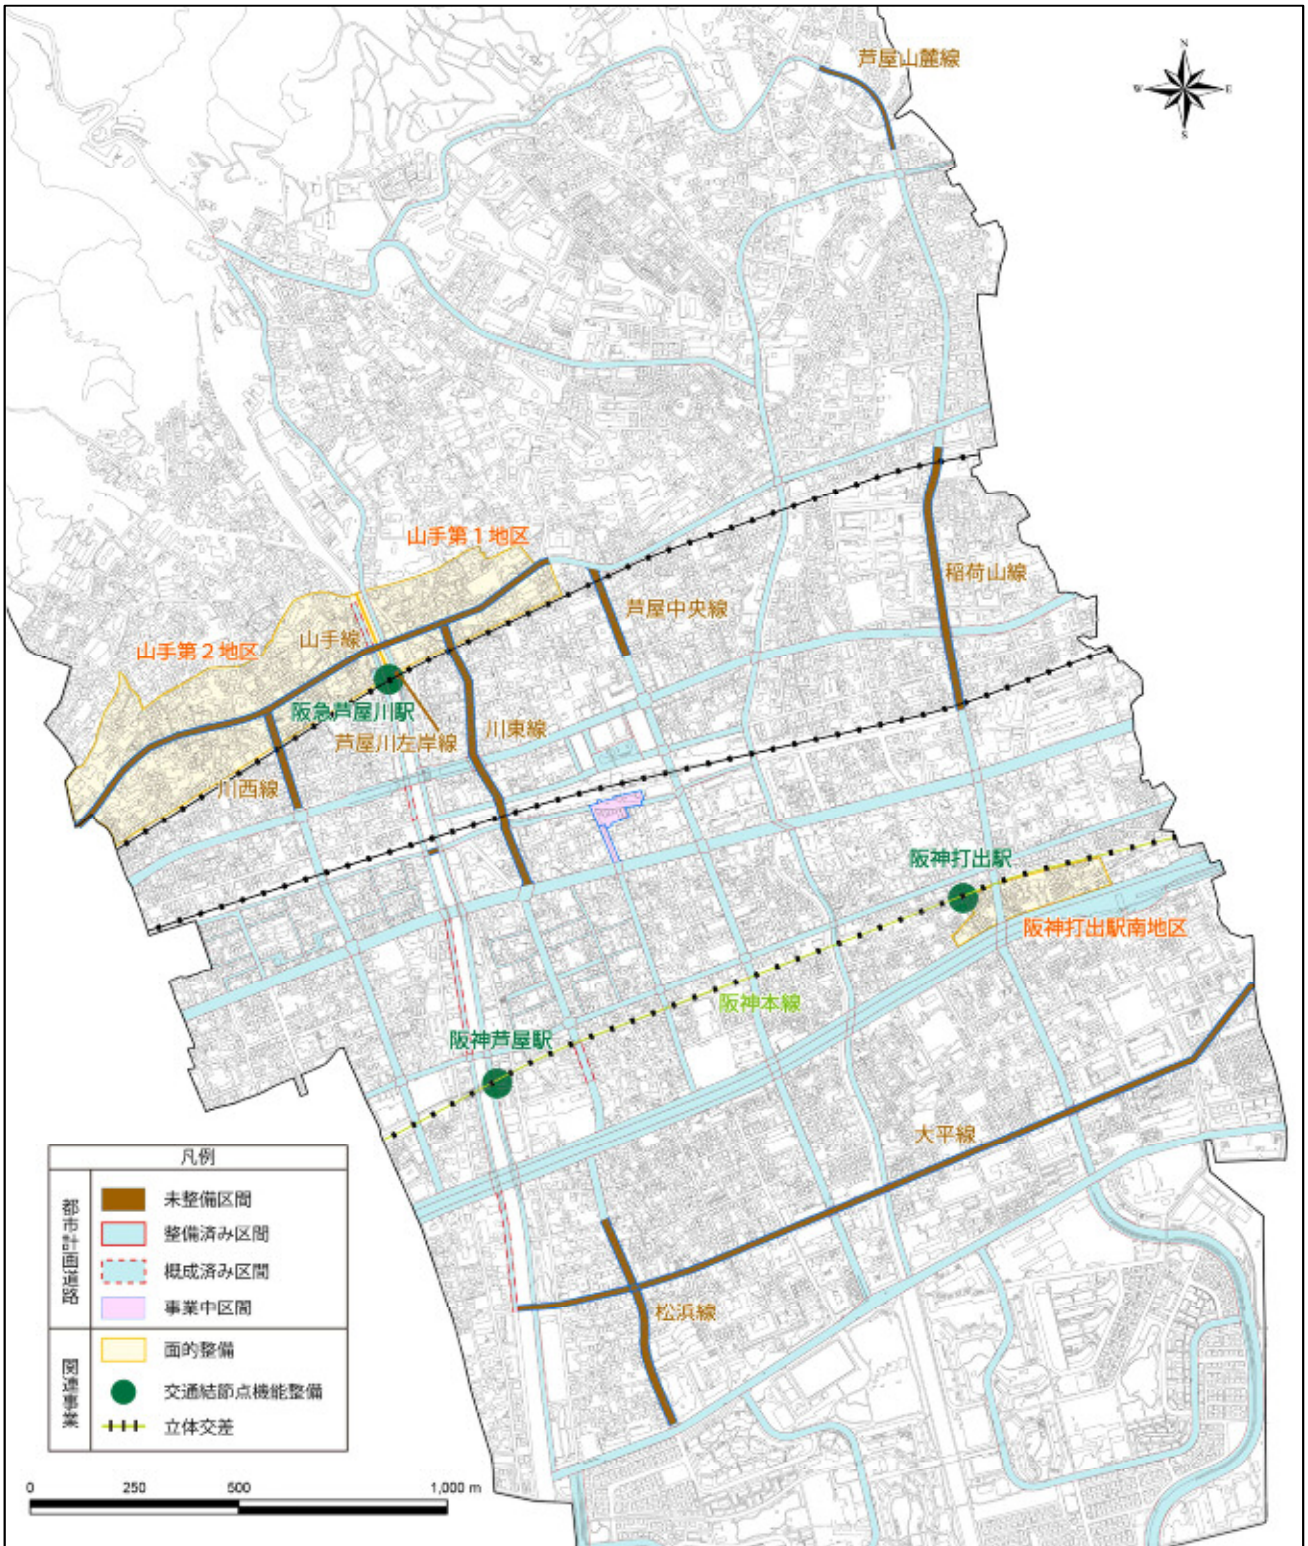 芦屋山麓線
N
W
E
S
山手第1地区
稲荷山線
芦屋中央線
山手線
山手第2地区
阪急芦屋川駅
川東線
芦屋川左岸線
川西線
阪神打出駅
阪神打出駅南地区
阪神本線
阪神芦屋駅
大平線
松浜線
凡例
都市計画道路
未整備区間
整備済み区間
概成済み区間
事業中区間
関連事業
面的整備
交通結節点機能整備
立体交差
0 250 500 1,000 m